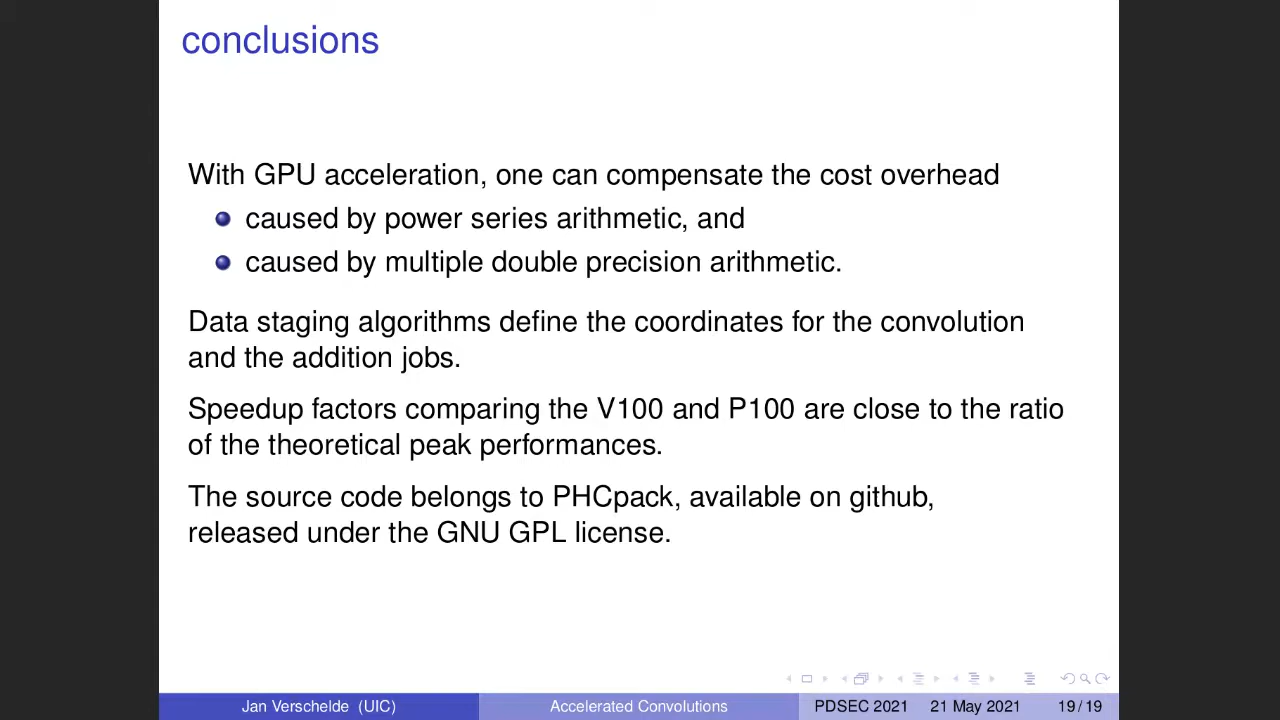 conclusions
With GPU acceleration, one can compensate the cost overhead
caused by power series arithmetic, and
caused by multiple double precision arithmetic.
Data staging algorithms define the coordinates for the convolution
and the addition jobs.
Speedup factors comparing the V100 and P100 are close to the ratio
of the theoretical peak performances.
The source code belongs to PHCpack, available on github,
released under the GNU GPL license.
Jan Verschelde (UIC) Accelerated Convolutions PDSEC 2021 21 May 2021 19 / 19